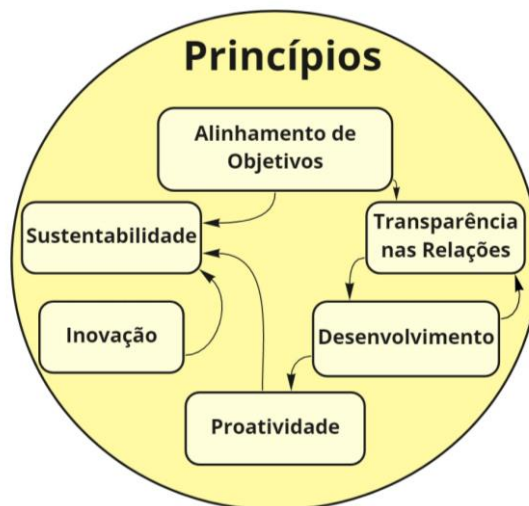 Princípios
Alinhamento de
Objetivos
Sustentabilidade
Transparência
nas Relações
Inovação
Desenvolvimento
Proatividade